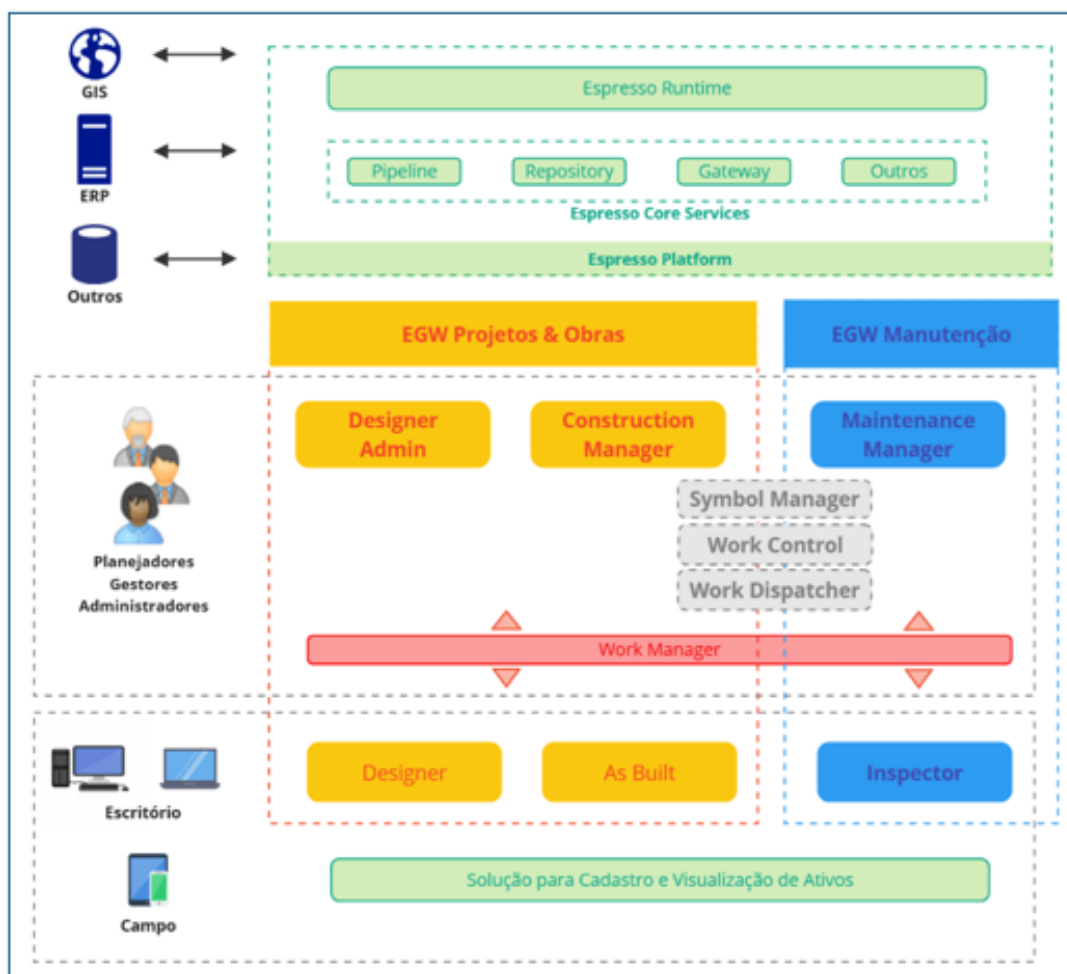 GIS
Espresso Runtime
ERP
Pipeline
Repository
Gateway
Outros
Espresso Core Services
Outros
Espresso Platform
EGW Projetos & Obras
EGW Manutenção
Designer
Admin
Construction
Manager
Maintenance
Manager
Symbol Manager
Work Control
Work Dispatcher
Planejadores
Gestores
Administradores
Work Manager
Designer
As Built
Inspector
Escritório
Solução para Cadastro e Visualização de Ativos
Campo